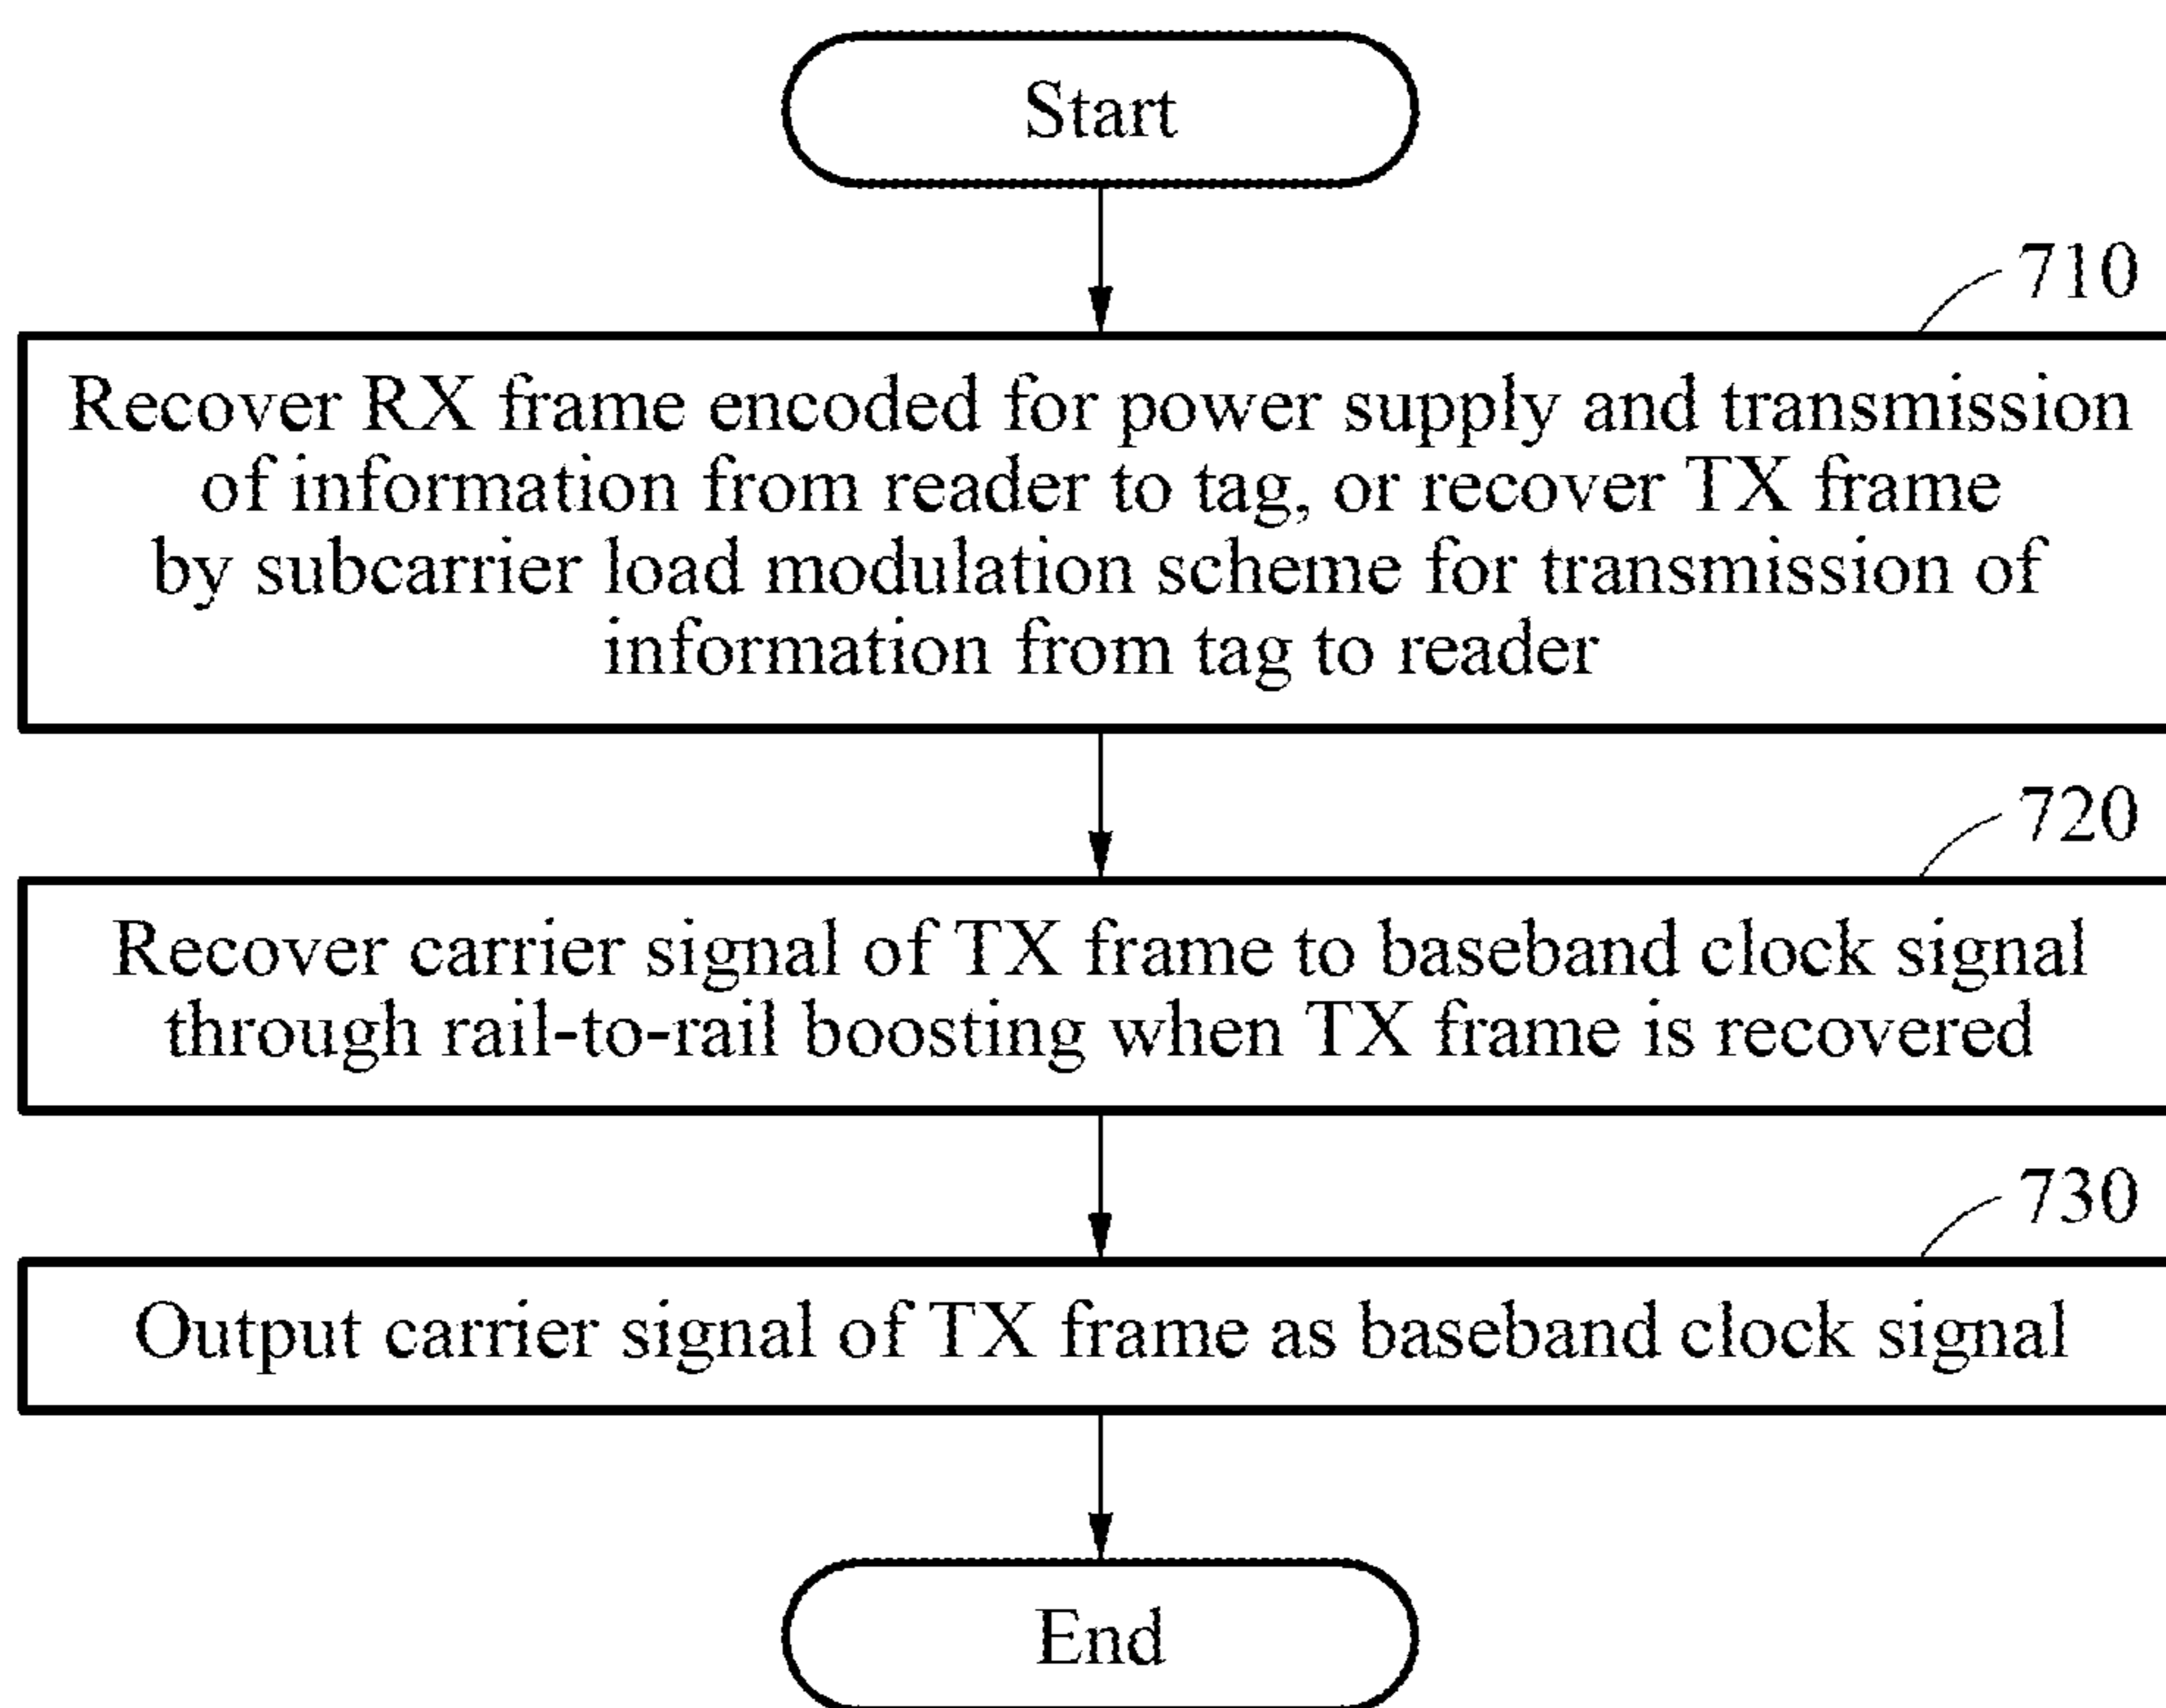 Start
710
Recover RX frame encoded for power supply and transmission
of information from reader to tag, or recover TX frame
by subcarrier load modulation scheme for transmission of
information from tag to reader
720
Recover carrier signal of TX frame to baseband clock signal
through rail-to-rail boosting when TX frame is recovered
730
Output carrier signal of TX frame as baseband clock signal
End